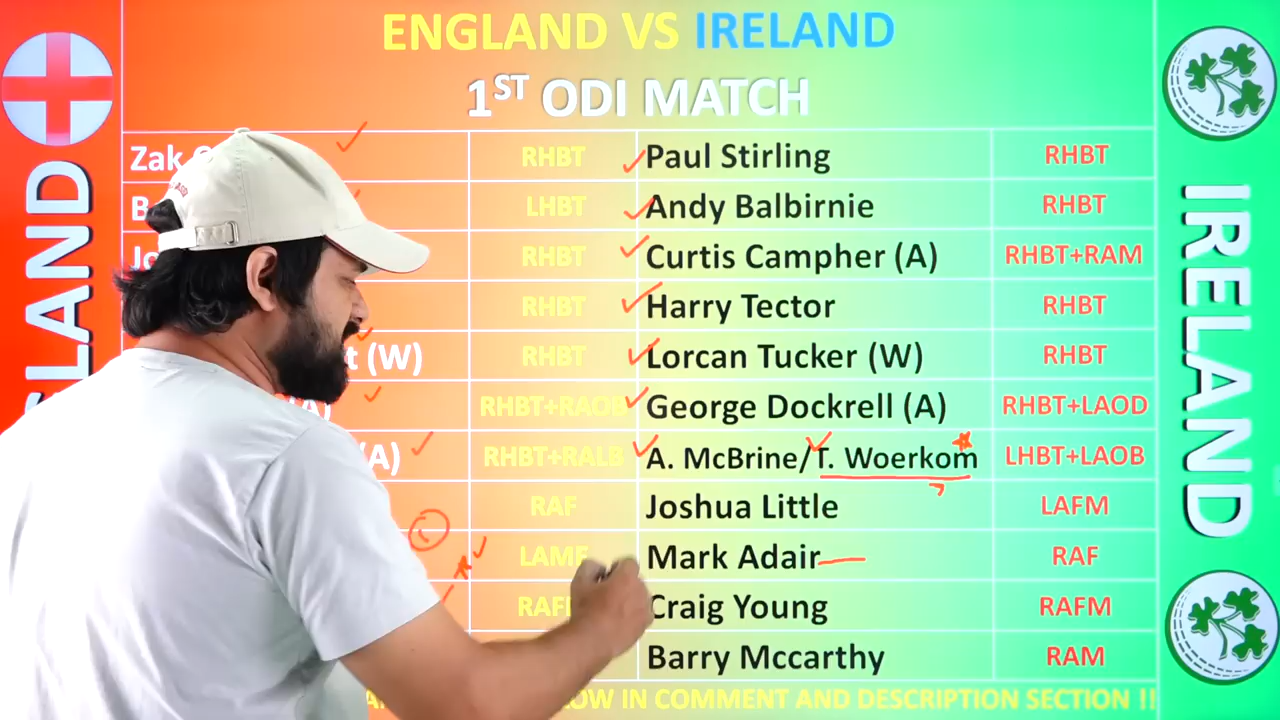 ENGLAND VS IRELAND
1ST ODI MATCH
Zak RHBT Paul Stirling RHBT
LHBT Andy Balbirnie RHBT
RHBT Curtis Campher (A) RHBT+RAM
RHBT Harry Tector RHBT
(W) RHBT Lorcan Tucker (W) RHBT
(A) RHBT+RAOB George Dockrell (A) RHBT+LAOD
(A) RHBT+RALB A. McBrine/T. Woerkom LHBT+LAOB
RAF Joshua Little LAFM
LAMF Mark Adair RAF
Craig Young RAFM
Barry Mccarthy RAM
IN COMMENT AND DESCRIPTION SECTION !!
IRELAND